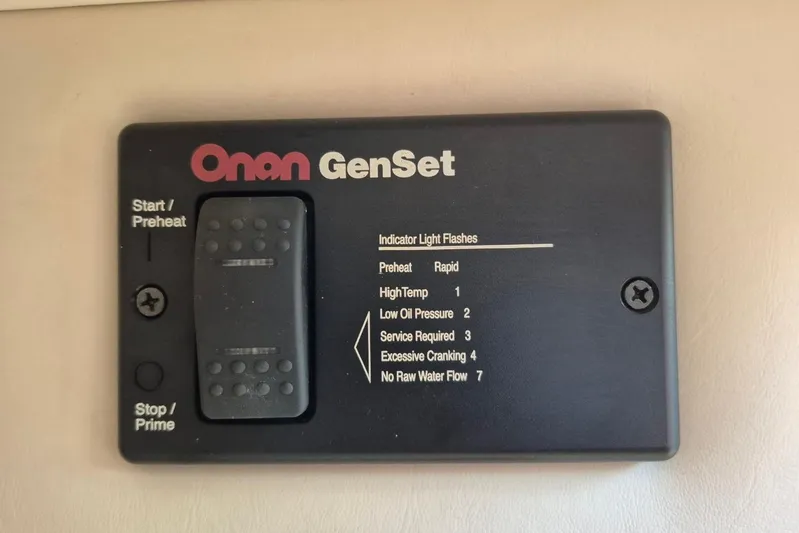 Onan GenSet
Start /
Preheat
Indicator Light Flashes
Preheat Rapid
HighTemp 1
Low Oil Pressure 2
Service Required 3
Excessive Cranking 4
No Raw Water Flow 7
Stop /
Prime